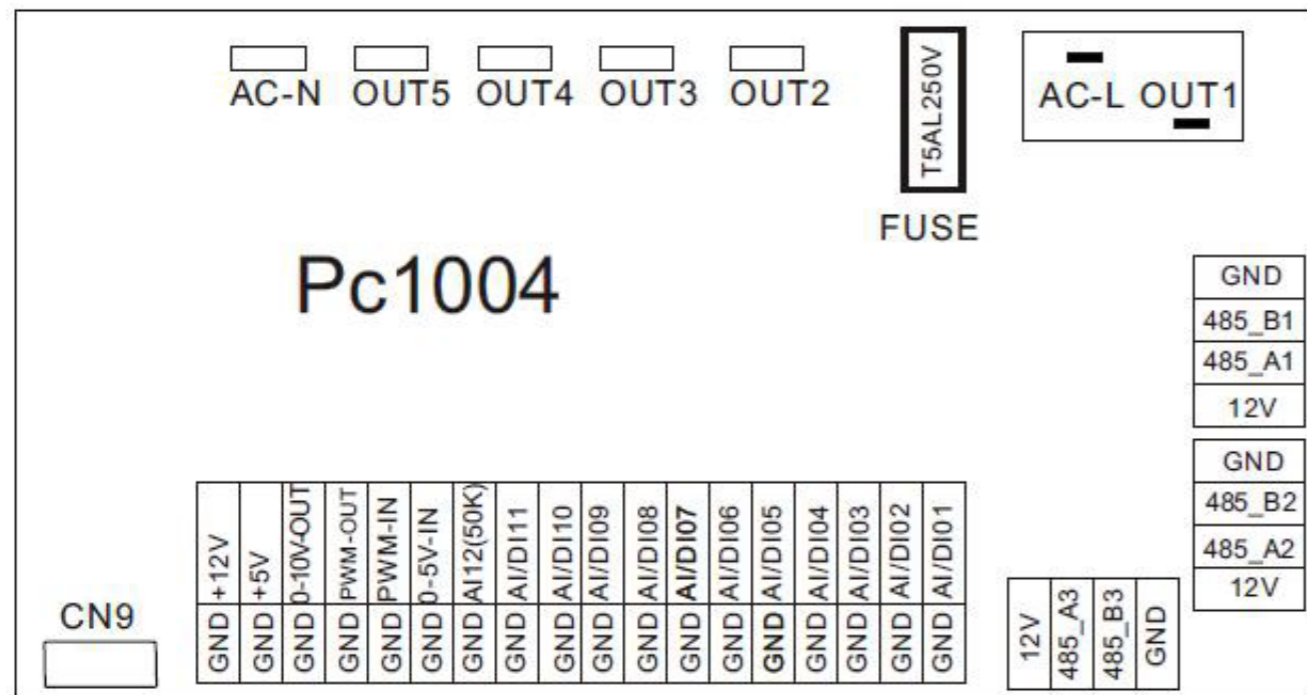 AC-N OUT5 OUT4 OUT3 OUT2
T5AL250V
FUSE
AC-L OUT1
Pc1004
GND
485_B1
485_A1
12V
GND
485_B2
485_A2
12V
CN9
GND +12V
GND +5V
GND 0-10V-OUT
GND PWM-OUT
GND PWM-IN
GND 0-5V-IN
GND AI12(50K)
GND AI/DI11
GND AI/DI10
GND AI/DI09
GND AI/DI08
GND AI/DI07
GND AI/DI06
GND AI/DI05
GND AI/DI04
GND AI/DI03
GND AI/DI02
GND AI/DI01
12V
485_A3
485_B3
GND